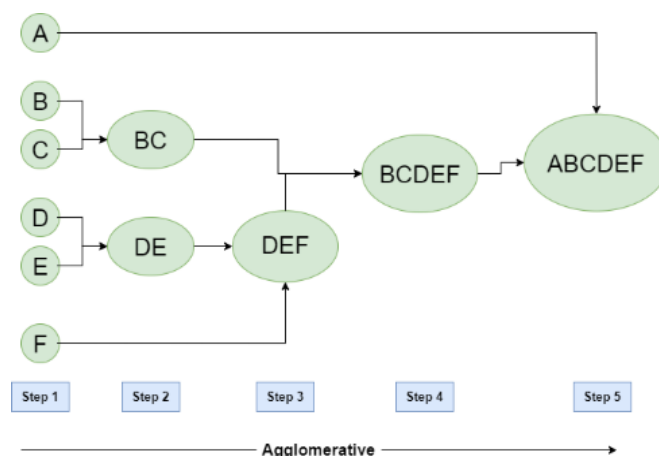 A
B
C
BC
D
E
DE
DEF
F
BCDEF
ABCDEF
Step 1
Step 2
Step 3
Step 4
Step 5
Agglomerative